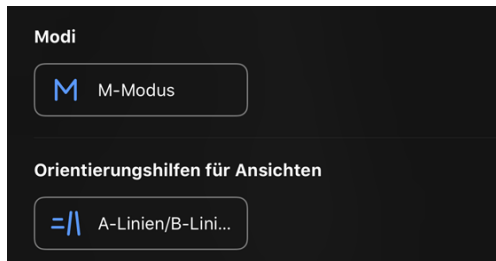 Modi
M-Modus
Orientierungshilfen für Ansichten
A-Linien/B-Lini...